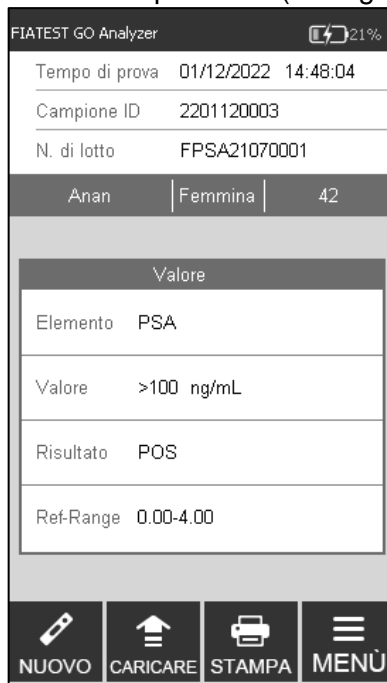 FIATEST GO Analyzer 21%
Tempo di prova 01/12/2022 14:48:04
Campione ID 2201120003
N. di lotto FPSA21070001
Anan Femmina 42
Valore
Elemento PSA
Valore >100 ng/mL
Risultato POS
Ref-Range 0.00-4.00
NUOVO CARICARE STAMPA MENÙ